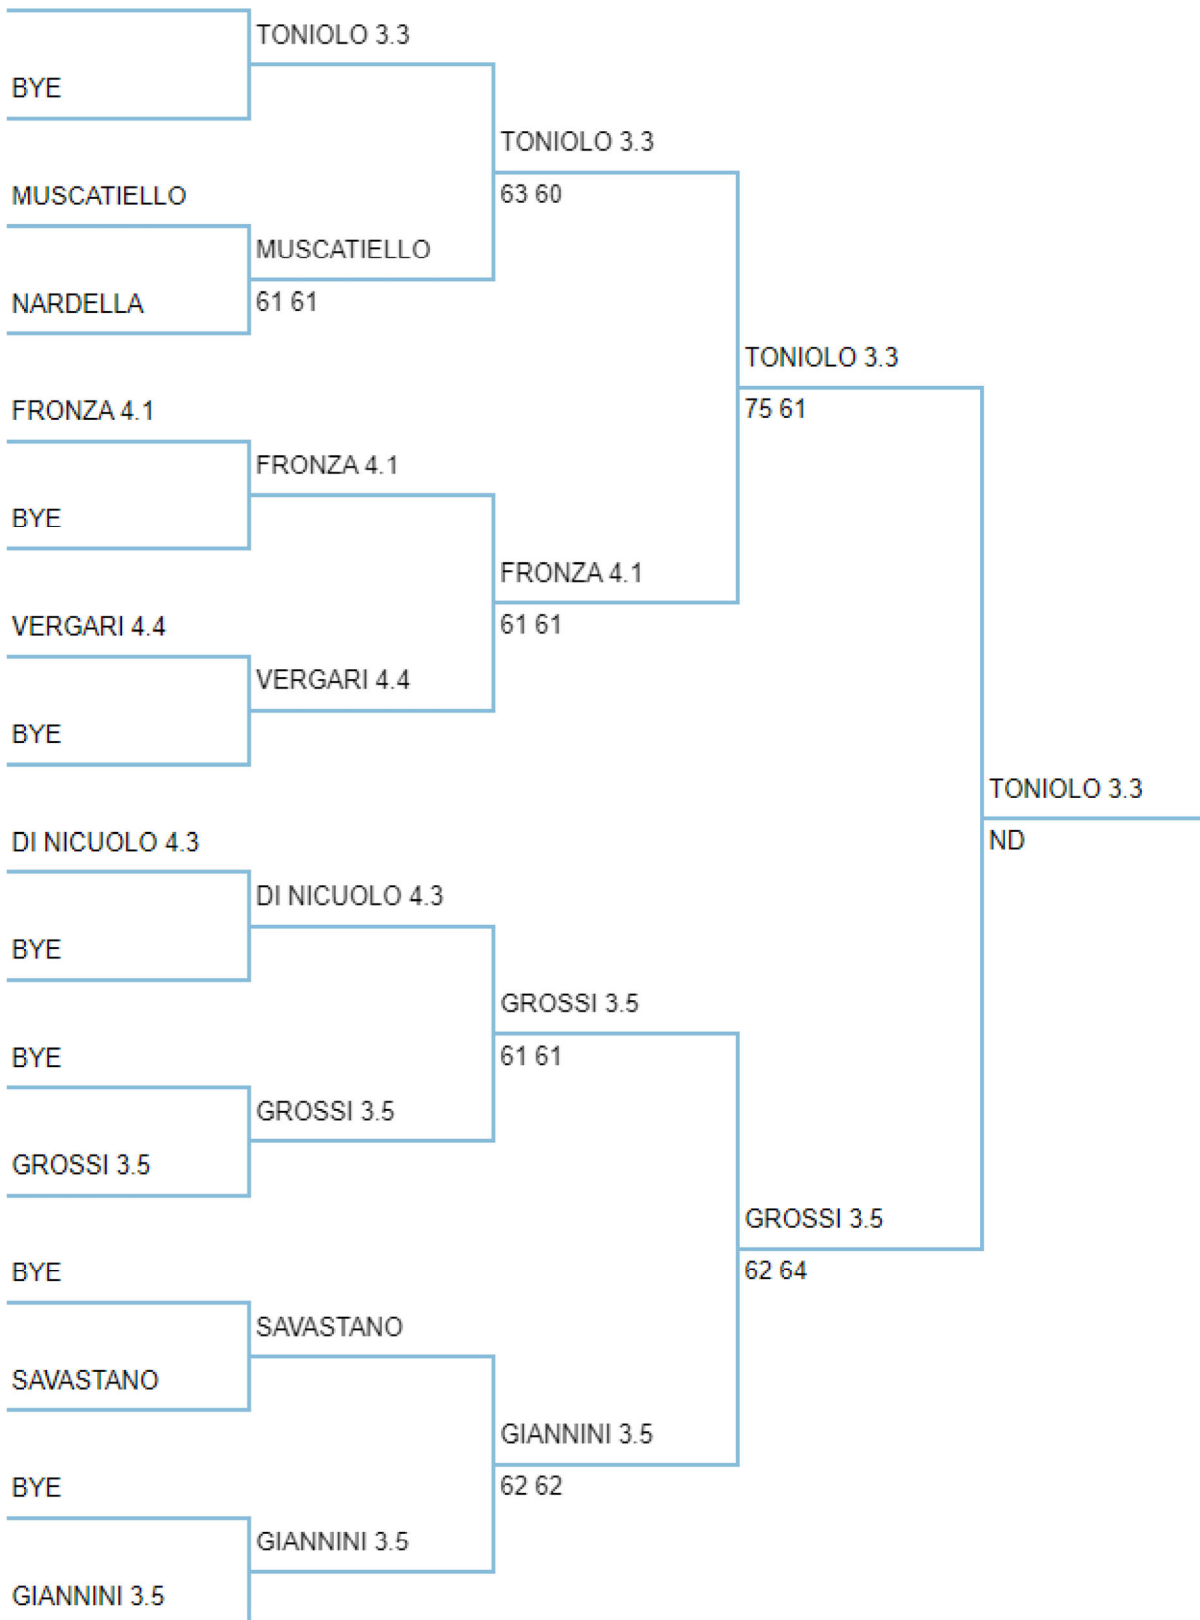 TONIOLO 3.3
BYE
TONIOLO 3.3
MUSCATIELLO
63 60
MUSCATIELLO
NARDELLA
61 61
TONIOLO 3.3
FRONZA 4.1
75 61
FRONZA 4.1
BYE
FRONZA 4.1
VERGARI 4.4
61 61
VERGARI 4.4
BYE
TONIOLO 3.3
DI NICUOLO 4.3
ND
DI NICUOLO 4.3
BYE
GROSSI 3.5
BYE
61 61
GROSSI 3.5
GROSSI 3.5
GROSSI 3.5
BYE
62 64
SAVASTANO
SAVASTANO
GIANNINI 3.5
BYE
62 62
GIANNINI 3.5
GIANNINI 3.5